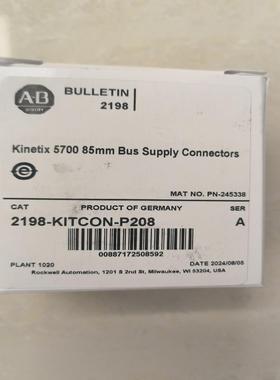 A-B
BULLETIN
2198
Kinetix 5700 85mm Bus Supply Connectors
e
MAT NO. PN-245338
CAT PRODUCT OF GERMANY SER
2198-KITCON-P208 A
00887172508592
PLANT 1020 DATE 2024/08/05
Rockwell Automation, 1201 S 2nd St, Milwaukee, WI 53204, USA